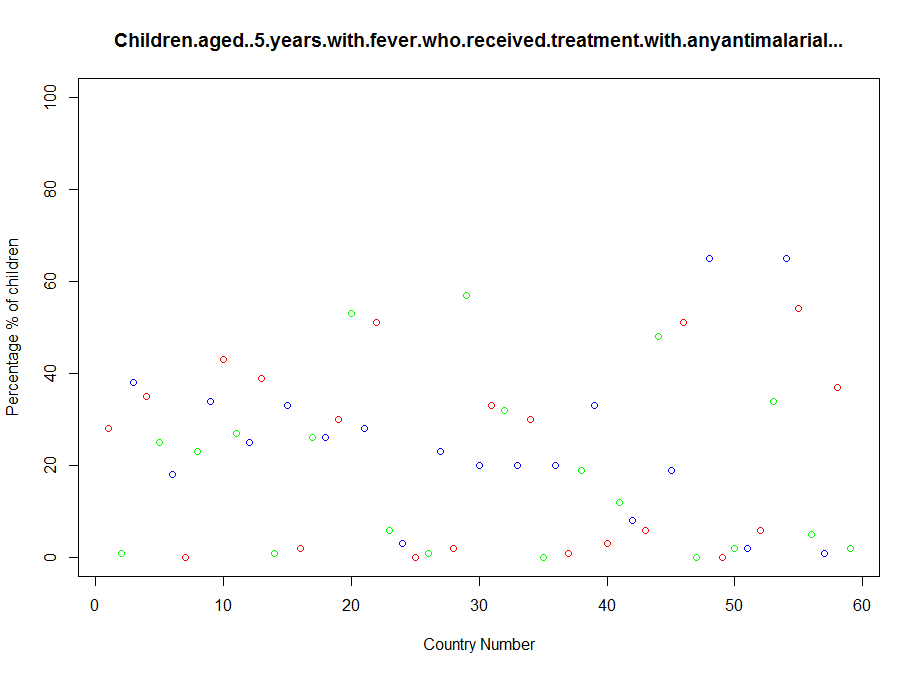 Children.aged..5.years.with.fever.who.received.treatment.with.anyantimalarial...
100
80
60
40
20
0
Percentage % of children
0 10 20 30 40 50 60
Country Number